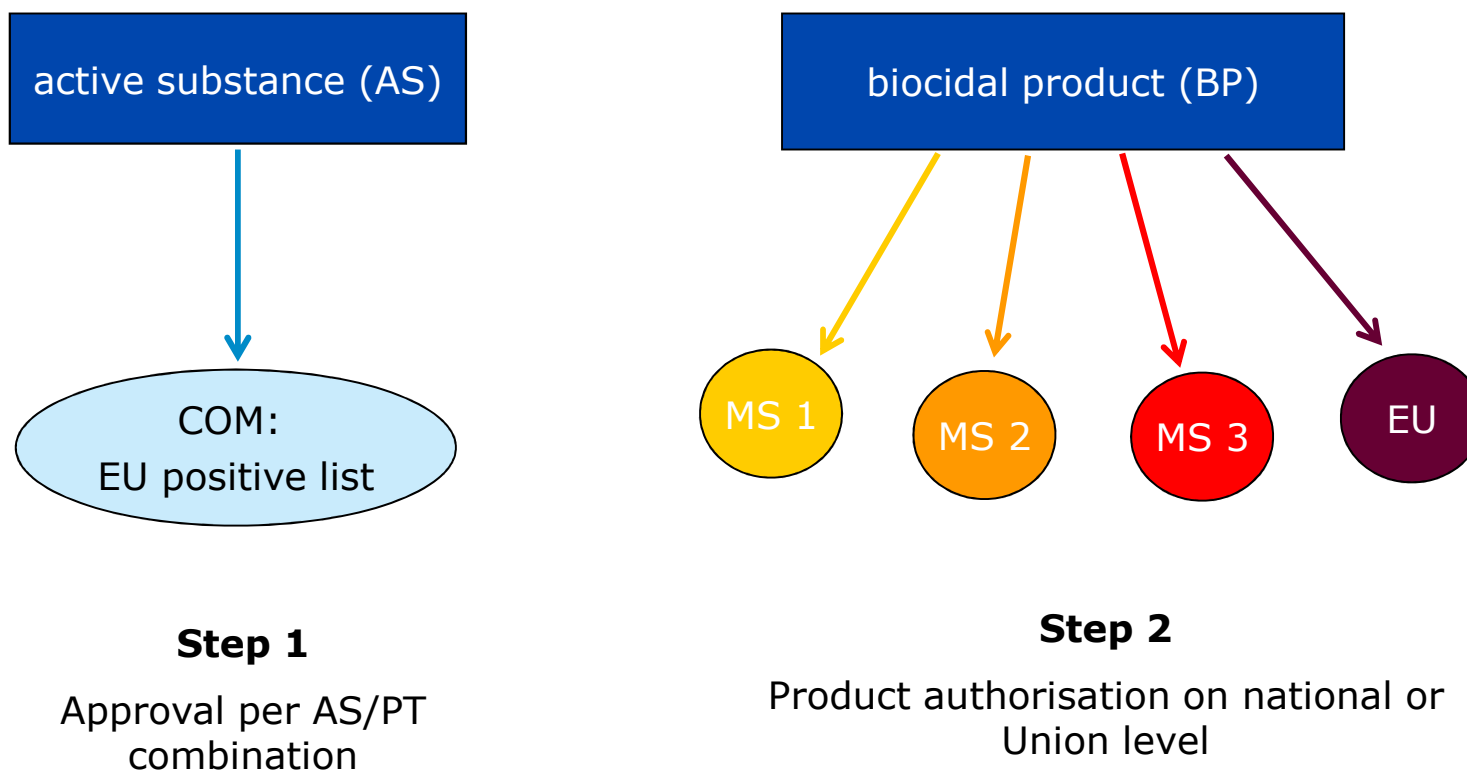 active substance (AS)
COM:
EU positive list
Step 1
Approval per AS/PT
combination
biocidal product (BP)
MS 1
MS 2
MS 3
EU
Step 2
Product authorisation on national or
Union level